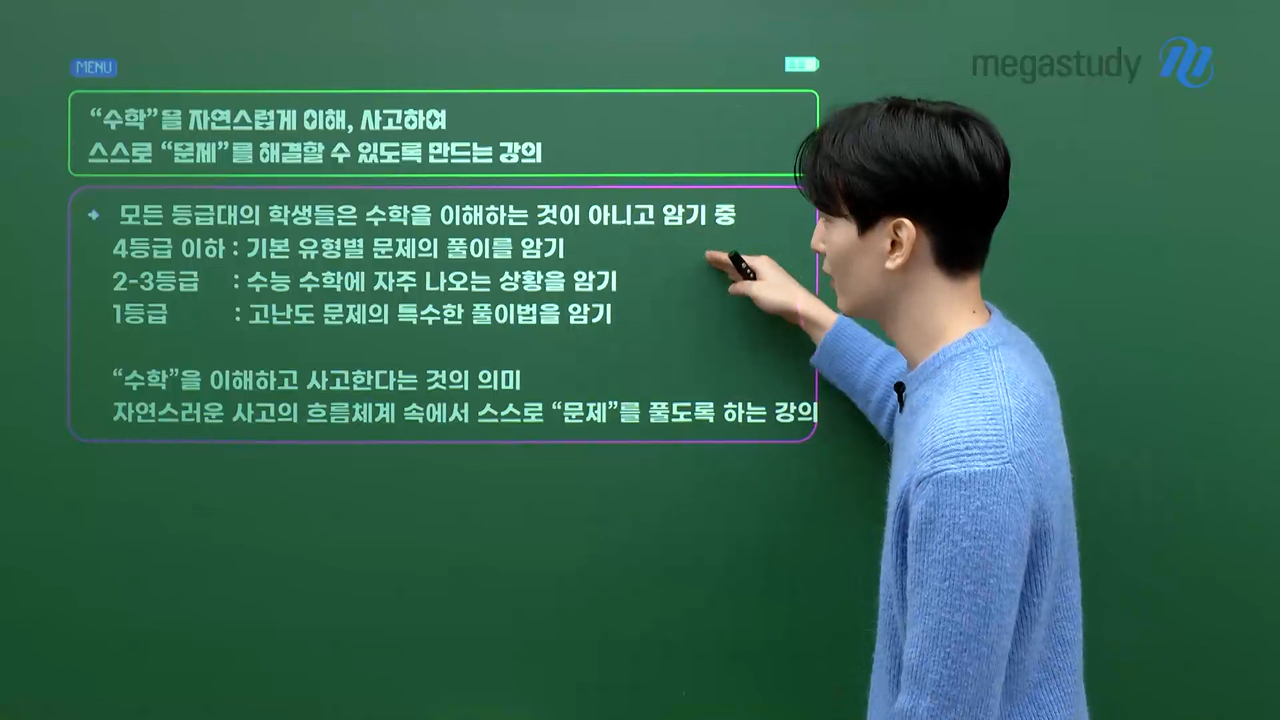 megastudy
MENU
“수학”을 자연스럽게 이해, 사고하여
스스로 “문제”를 해결할 수 있도록 만드는 강의
모든 등급대의 학생들은 수학을 이해하는 것이 아니고 암기 중
4등급 이하 : 기본 유형별 문제의 풀이를 암기
2-3등급 : 수능 수학에 자주 나오는 상황을 암기
1등급 : 고난도 문제의 특수한 풀이법을 암기
“수학”을 이해하고 사고한다는 것의 의미
자연스러운 사고의 흐름체계 속에서 스스로 “문제”를 풀도록 하는 강의